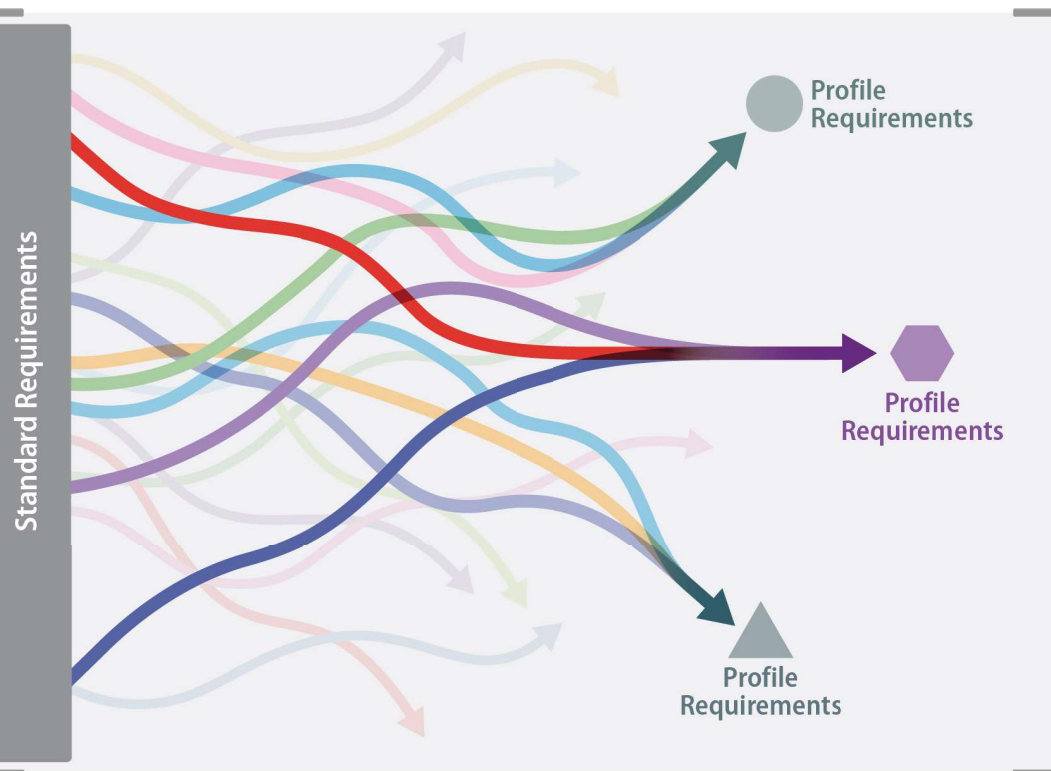 Standard Requirements
Profile
Requirements
Profile
Requirements
Profile
Requirements